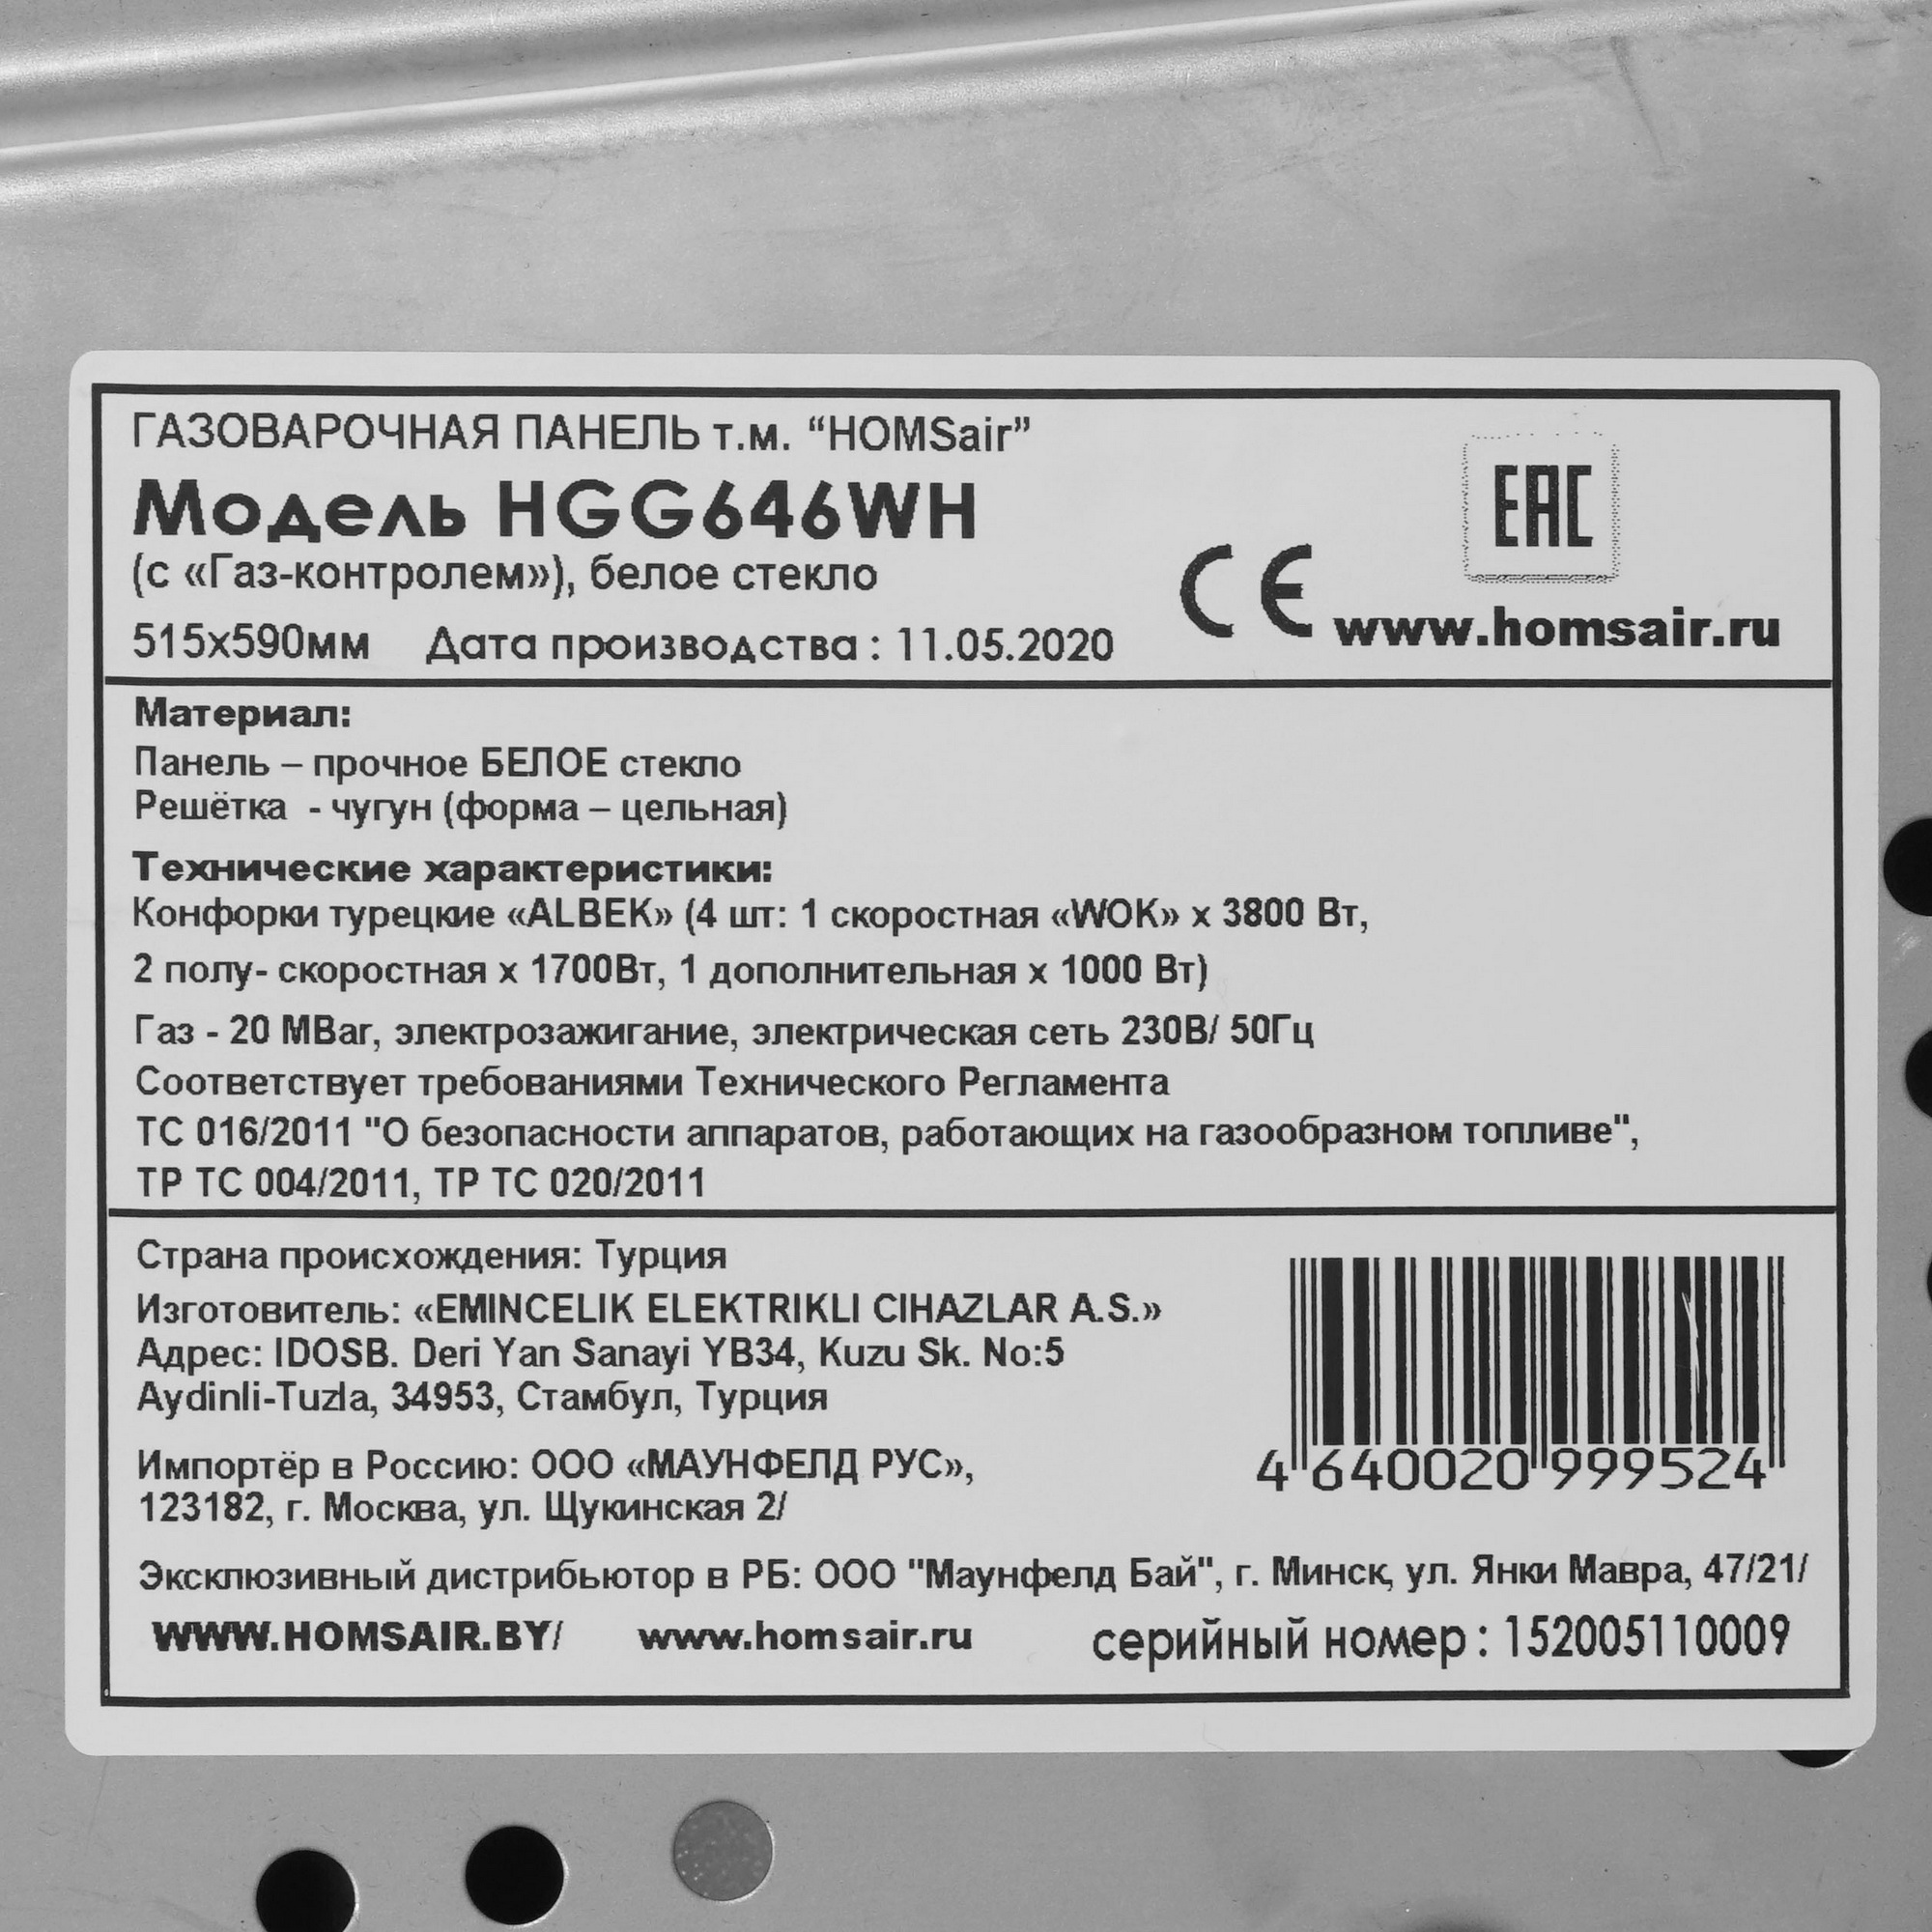 ГАЗОВАРОЧНАЯ ПАНЕЛЬ т.м. “HOMSair”
Модель HGG646WH
(с «Газ-контролем»), белое стекло
515х590мм Дата производства : 11.05.2020
CE
EAC
www.homsair.ru
Материал:
Панель – прочное БЕЛОЕ стекло
Решётка - чугун (форма – цельная)
Технические характеристики:
Конфорки турецкие «ALBEK» (4 шт: 1 скоростная «WOK» х 3800 Вт,
2 полу- скоростная х 1700Вт, 1 дополнительная х 1000 Вт)
Газ - 20 MBar, электрозажигание, электрическая сеть 230В/ 50Гц
Соответствует требованиями Технического Регламента
ТС 016/2011 "О безопасности аппаратов, работающих на газообразном топливе",
ТР ТС 004/2011, ТР ТС 020/2011
Страна происхождения: Турция
Изготовитель: «EMINCELIK ELEKTRIKLI CIHAZLAR A.S.»
Адрес: IDOSB. Deri Yan Sanayi YB34, Kuzu Sk. No:5
Aydinli-Tuzla, 34953, Стамбул, Турция
Импортёр в Россию: ООО «МАУНФЕЛД РУС»,
123182, г. Москва, ул. Щукинская 2/
4 640020 999524
Эксклюзивный дистрибьютор в РБ: ООО "Маунфелд Бай", г. Минск, ул. Янки Мавра, 47/21/
WWW.HOMSAIR.BY/ www.homsair.ru серийный номер : 152005110009